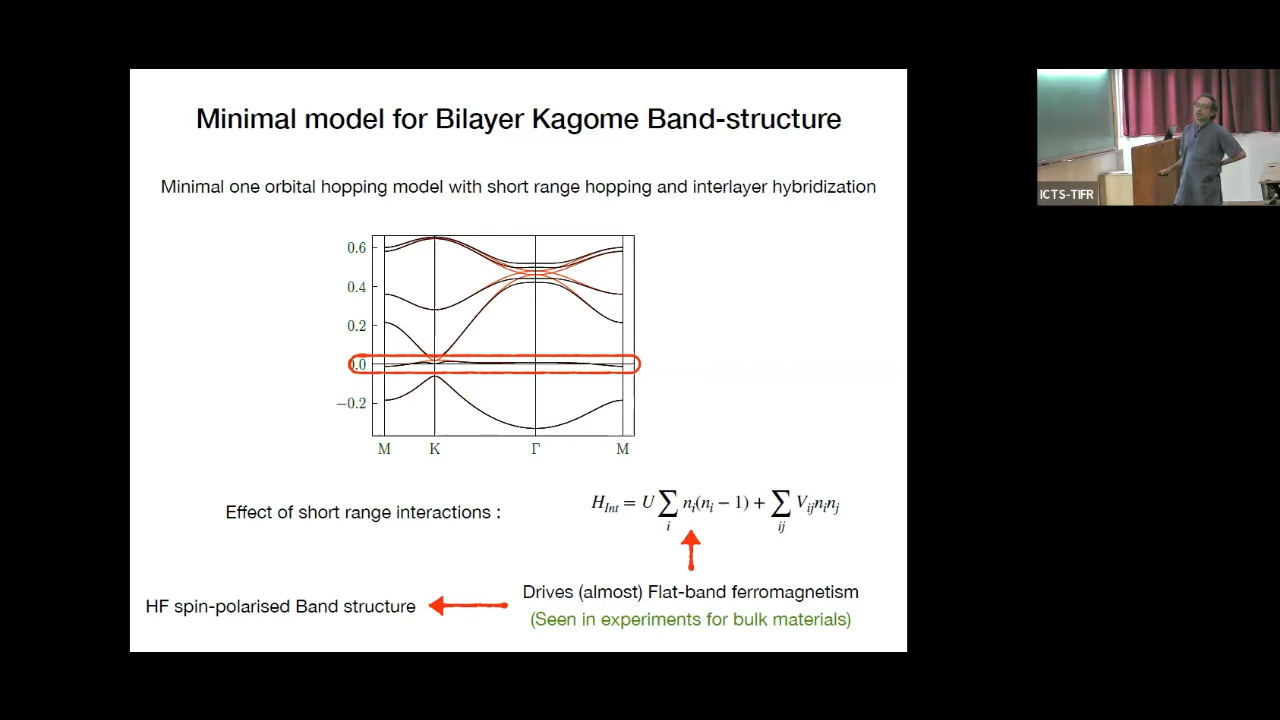 Minimal model for Bilayer Kagome Band-structure
Minimal one orbital hopping model with short range hopping and interlayer hybridization
0.6
0.4
0.2
0.0
−0.2
M K Γ M
Effect of short range interactions :
H_Int = U ∑_i n_i(n_i − 1) + ∑_ij V_ij n_i n_j
Drives (almost) Flat-band ferromagnetism
HF spin-polarised Band structure
(Seen in experiments for bulk materials)
ICTS-TIFR